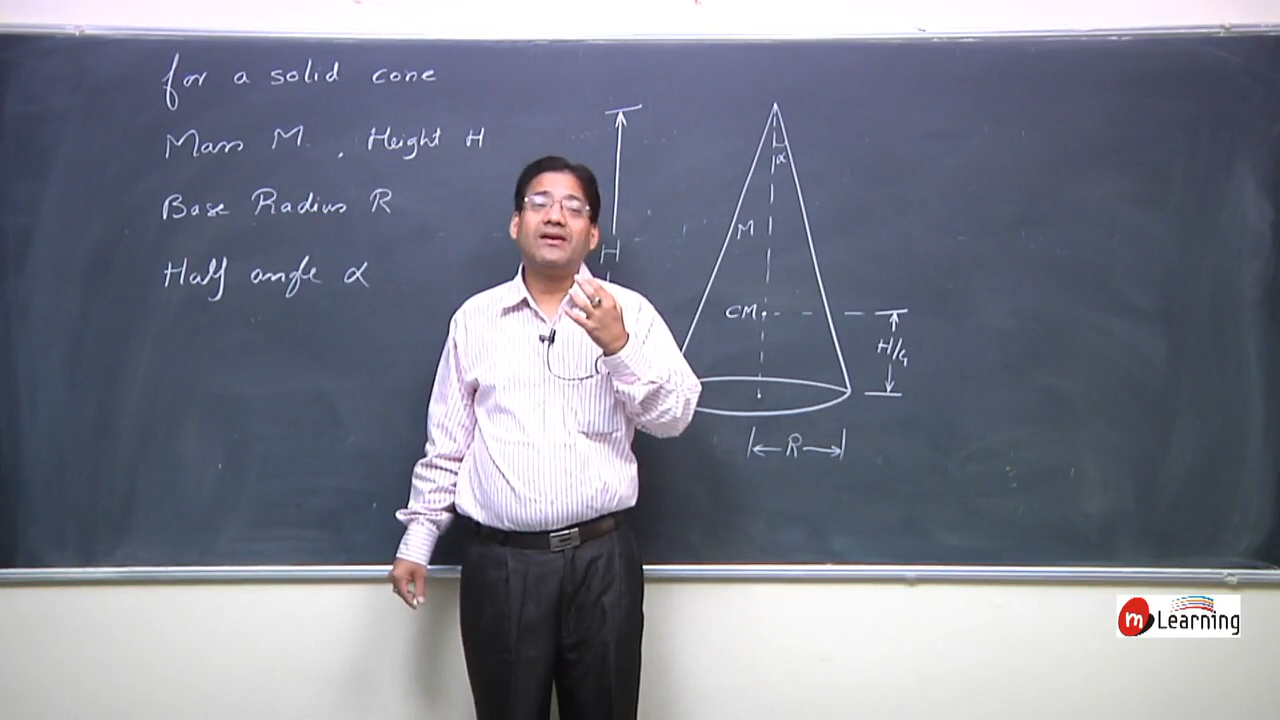 for a solid cone
Mass M. , Height H
Base Radius R
Half angle α
H
α
M
CM
H/4
R
m Learning